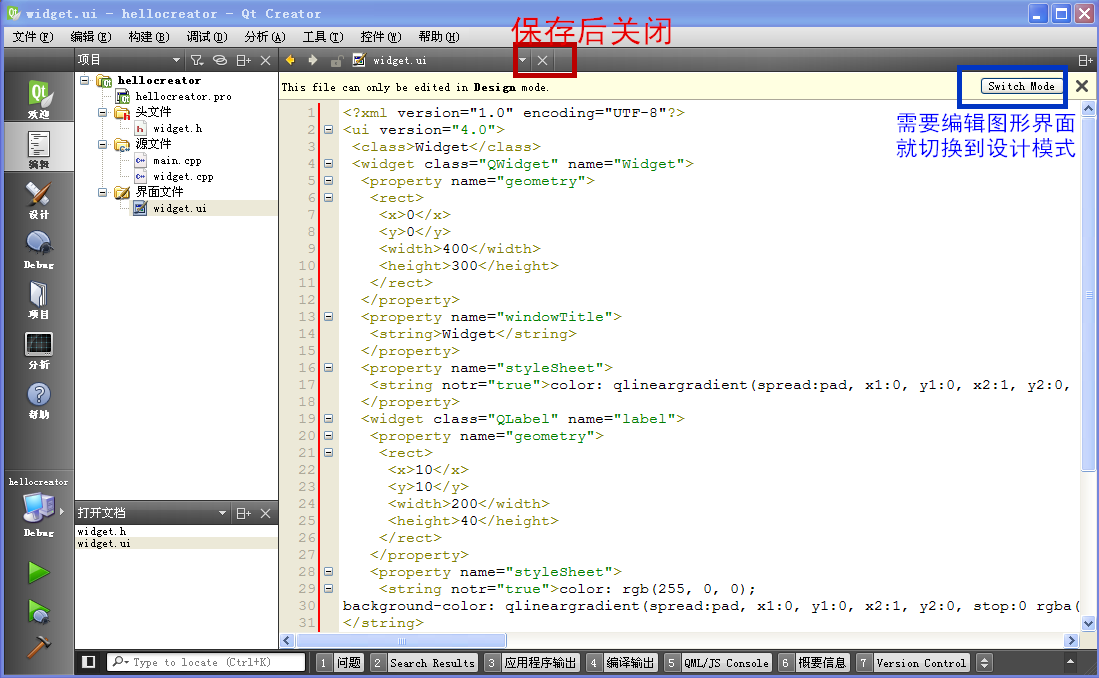 widget.ui - hellocreator - Qt Creator
文件(F) 编辑(E) 构建(B) 调试(D) 分析(A) 工具(T) 控件(W) 帮助(H)
保存后关闭
项目
widget.ui
This file can only be edited in Design mode.
Switch Mode
需要编辑图形界面
就切换到设计模式
Qt
欢迎
编辑
设计
Debug
项目
分析
帮助
hellocreator
Debug
hellocreator
hellocreator.pro
头文件
widget.h
源文件
main.cpp
widget.cpp
界面文件
widget.ui
打开文档
widget.h
widget.ui
1 <?xml version="1.0" encoding="UTF-8"?>
2 <ui version="4.0">
3 <class>Widget</class>
4 <widget class="QWidget" name="Widget">
5 <property name="geometry">
6 <rect>
7 <x>0</x>
8 <y>0</y>
9 <width>400</width>
10 <height>300</height>
11 </rect>
12 </property>
13 <property name="windowTitle">
14 <string>Widget</string>
15 </property>
16 <property name="styleSheet">
17 <string notr="true">color: qlineargradient(spread:pad, x1:0, y1:0, x2:1, y2:0,
18 </property>
19 <widget class="QLabel" name="label">
20 <property name="geometry">
21 <rect>
22 <x>10</x>
23 <y>10</y>
24 <width>200</width>
25 <height>40</height>
26 </rect>
27 </property>
28 <property name="styleSheet">
29 <string notr="true">color: rgb(255, 0, 0);
30 background-color: qlineargradient(spread:pad, x1:0, y1:0, x2:1, y2:0, stop:0 rgba(
31 </string>
Type to locate (Ctrl+K) 1 问题 2 Search Results 3 应用程序输出 4 编译输出 5 QML/JS Console 6 概要信息 7 Version Control